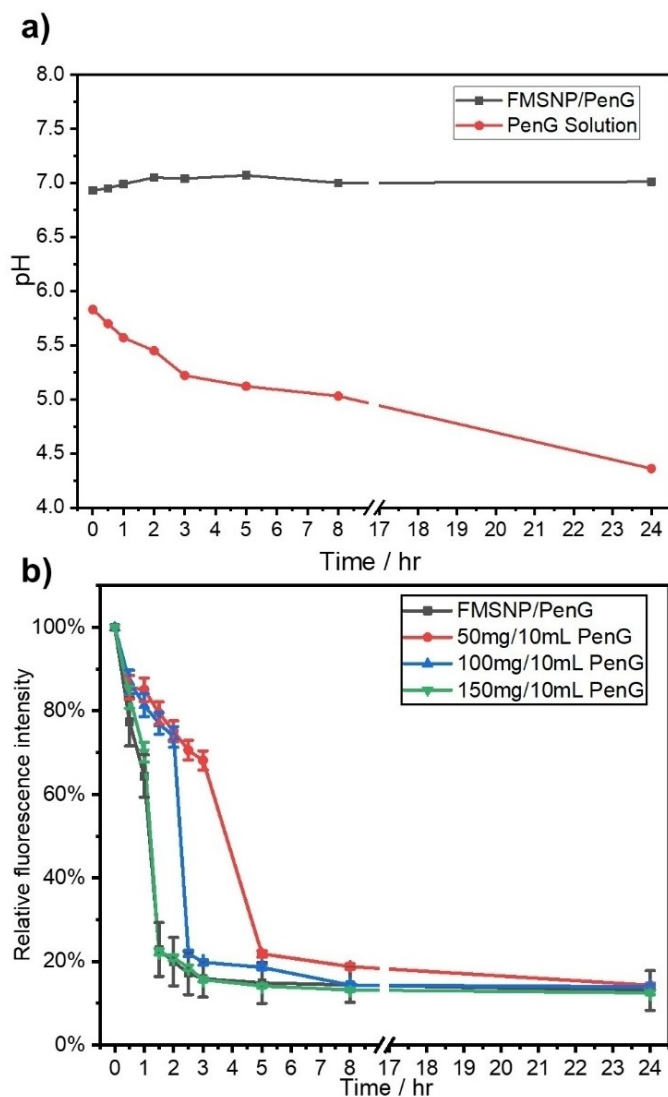 a)
8.0
7.5
7.0
6.5
6.0
5.5
5.0
4.5
4.0
pH
FMSNP/PenG
PenG Solution
0 1 2 3 4 5 6 7 8 17 18 19 20 21 22 23 24
Time / hr
b)
100%
80%
60%
40%
20%
0%
Relative fluorescence intensity
FMSNP/PenG
50mg/10mL PenG
100mg/10mL PenG
150mg/10mL PenG
0 1 2 3 4 5 6 7 8 17 18 19 20 21 22 23 24
Time / hr